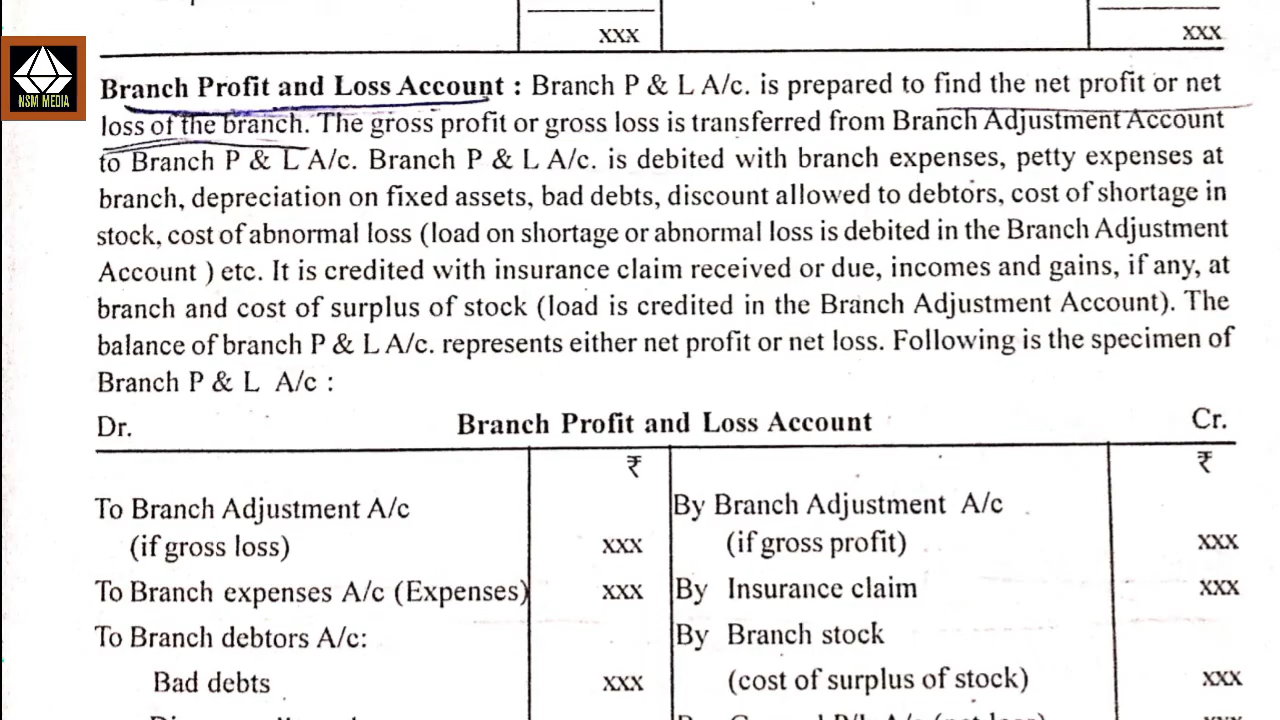 xxx xxx
NSM MEDIA
Branch Profit and Loss Account : Branch P & L A/c. is prepared to find the net profit or net
loss of the branch. The gross profit or gross loss is transferred from Branch Adjustment Account
to Branch P & L A/c. Branch P & L A/c. is debited with branch expenses, petty expenses at
branch, depreciation on fixed assets, bad debts, discount allowed to debtors, cost of shortage in
stock, cost of abnormal loss (load on shortage or abnormal loss is debited in the Branch Adjustment
Account ) etc. It is credited with insurance claim received or due, incomes and gains, if any, at
branch and cost of surplus of stock (load is credited in the Branch Adjustment Account). The
balance of branch P & L A/c. represents either net profit or net loss. Following is the specimen of
Branch P & L A/c :
Dr. Branch Profit and Loss Account Cr.
₹ ₹
To Branch Adjustment A/c By Branch Adjustment A/c
(if gross loss) xxx (if gross profit) xxx
To Branch expenses A/c (Expenses) xxx By Insurance claim xxx
To Branch debtors A/c: By Branch stock
Bad debts xxx (cost of surplus of stock) xxx